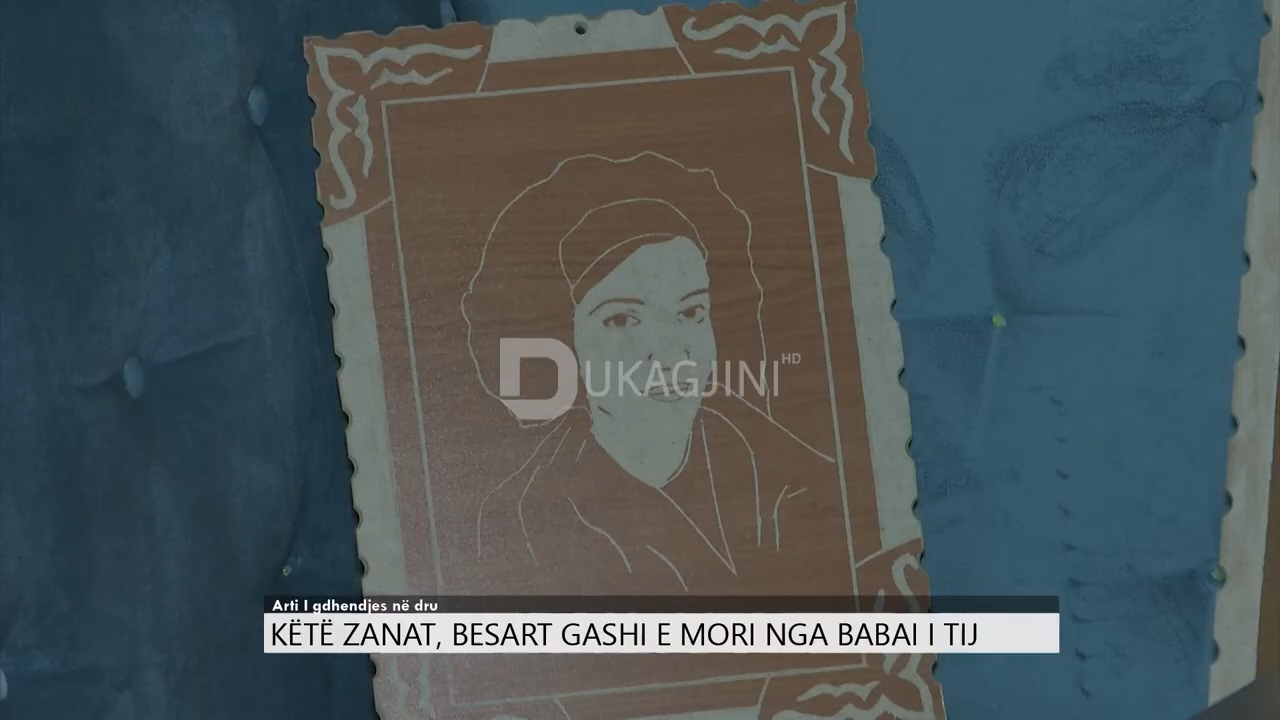 DUKAGJINI HD
Arti I gdhendjes në dru
KËTË ZANAT, BESART GASHI E MORI NGA BABAI I TIJ